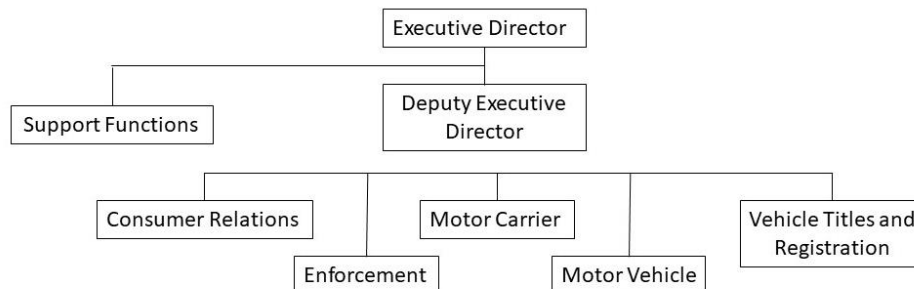 Executive Director
Support Functions
Deputy Executive
Director
Consumer Relations
Motor Carrier
Vehicle Titles and
Registration
Enforcement
Motor Vehicle